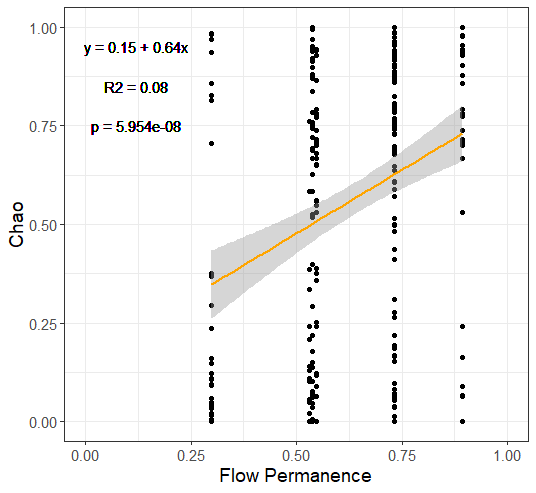 1.00
y = 0.15 + 0.64x
R2 = 0.08
0.75
p = 5.954e-08
Chao
0.50
0.25
0.00
0.00 0.25 0.50 0.75 1.00
Flow Permanence